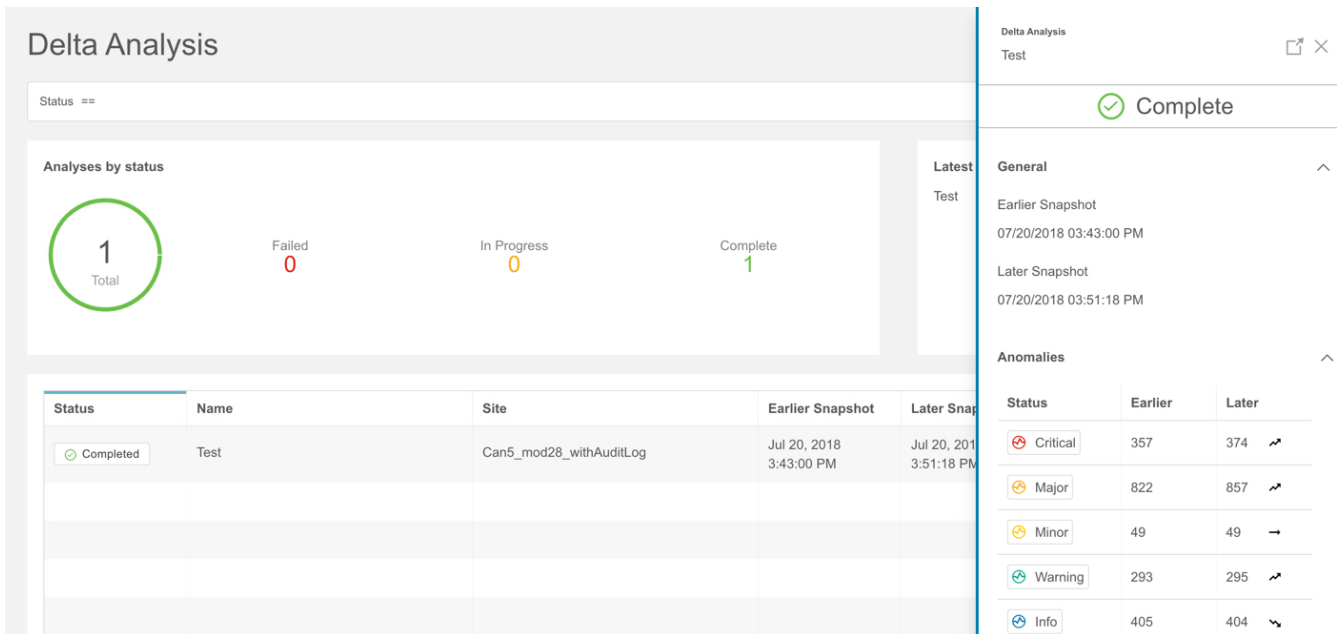 Delta Analysis
Status ==
Analyses by status
1
Total
Failed
0
In Progress
0
Complete
1
Latest
Test
Status Name Site Earlier Snapshot Later Snap
Completed Test Can5_mod28_withAuditLog Jul 20, 2018 Jul 20, 201
3:43:00 PM 3:51:18 PM
Delta Analysis
Test
Complete
General
Earlier Snapshot
07/20/2018 03:43:00 PM
Later Snapshot
07/20/2018 03:51:18 PM
Anomalies
Status Earlier Later
Critical 357 374
Major 822 857
Minor 49 49
Warning 293 295
Info 405 404